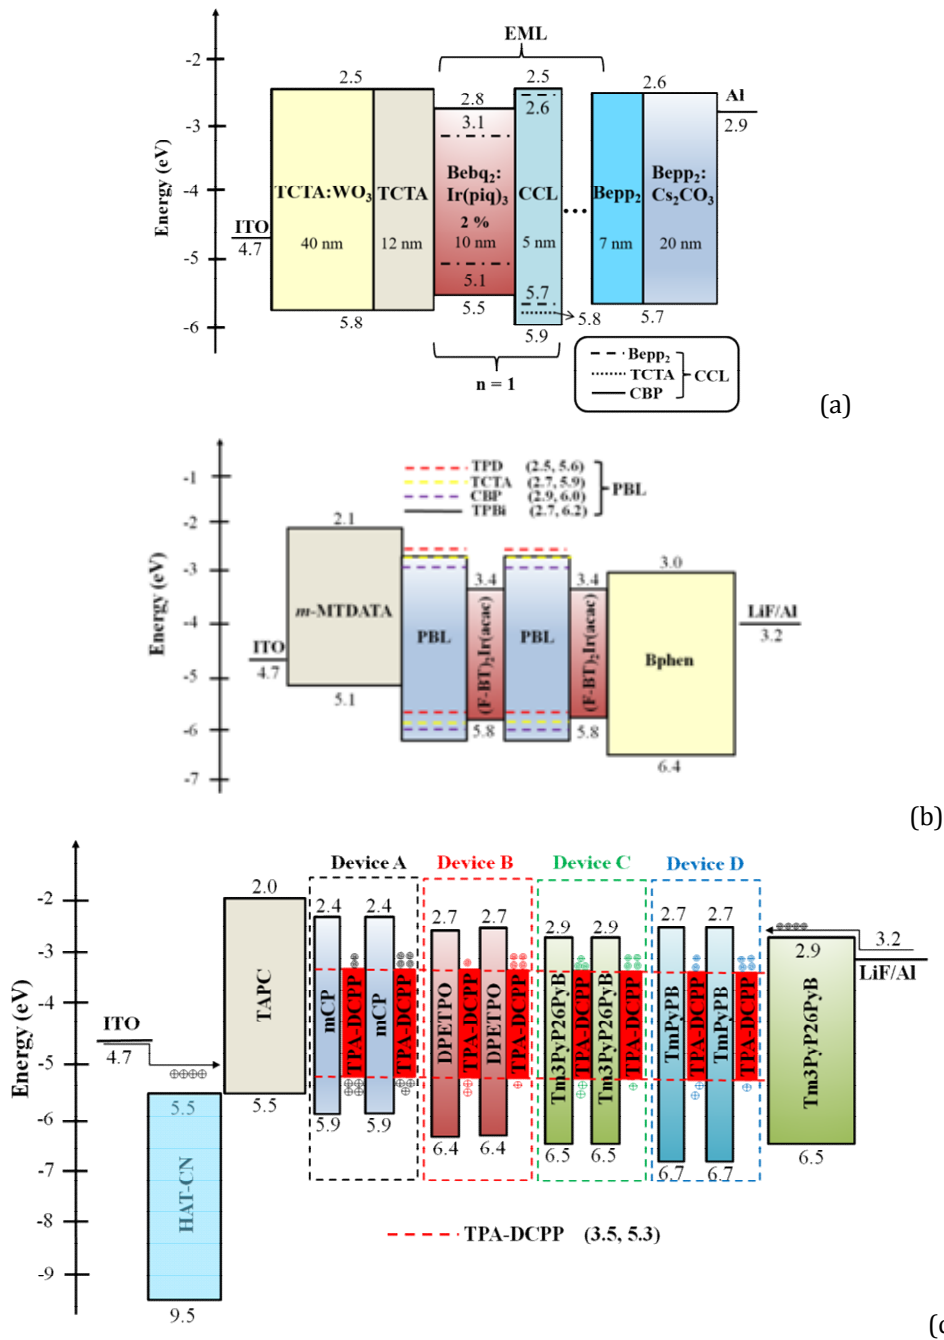 EML
-2
2.5
2.8
2.5
2.6
2.6
Al
2.9
-3
3.1
Energy (eV)
TCTA:WO₃
TCTA
Bebq₂:
Ir(piq)₃
CCL
Bepp₂
Bepp₂:
Cs₂CO₃
-4
2 %
ITO
4.7
40 nm
12 nm
10 nm
5 nm
7 nm
20 nm
-5
5.1
5.7
5.8
5.5
5.8
5.7
-6
5.9
n = 1
Bepp₂
TCTA
CBP
CCL
(a)
TPD (2.5, 5.6)
TCTA (2.7, 5.9)
CBP (2.9, 6.0)
TPBi (2.7, 6.2)
PBL
-1
-2
2.1
-3
3.4
3.4
3.0
Energy (eV)
m-MTDATA
PBL
(F-BT)₂Ir(acac)
PBL
(F-BT)₂Ir(acac)
Bphen
LiF/Al
3.2
-4
ITO
4.7
-5
5.1
-6
5.8
5.8
6.4
-7
(b)
Device A
Device B
Device C
Device D
-2
2.0
2.4
2.4
2.7
2.7
2.9
2.9
2.7
2.7
-3
2.9
3.2
LiF/Al
Energy (eV)
-4
ITO
4.7
TAPC
mCP
TPA-DCPP
mCP
TPA-DCPP
DPETPO
TPA-DCPP
DPETPO
TPA-DCPP
Tm3PyP26PyB
TPA-DCPP
Tm3PyP26PyB
TPA-DCPP
TmPyPB
TPA-DCPP
TmPyPB
TPA-DCPP
Tm3PyP26PyB
-5
5.5
5.5
5.9
5.9
-6
6.4
6.4
6.5
6.5
6.7
6.7
6.5
-7
HAT-CN
-8
TPA-DCPP (3.5, 5.3)
-9
9.5
(c